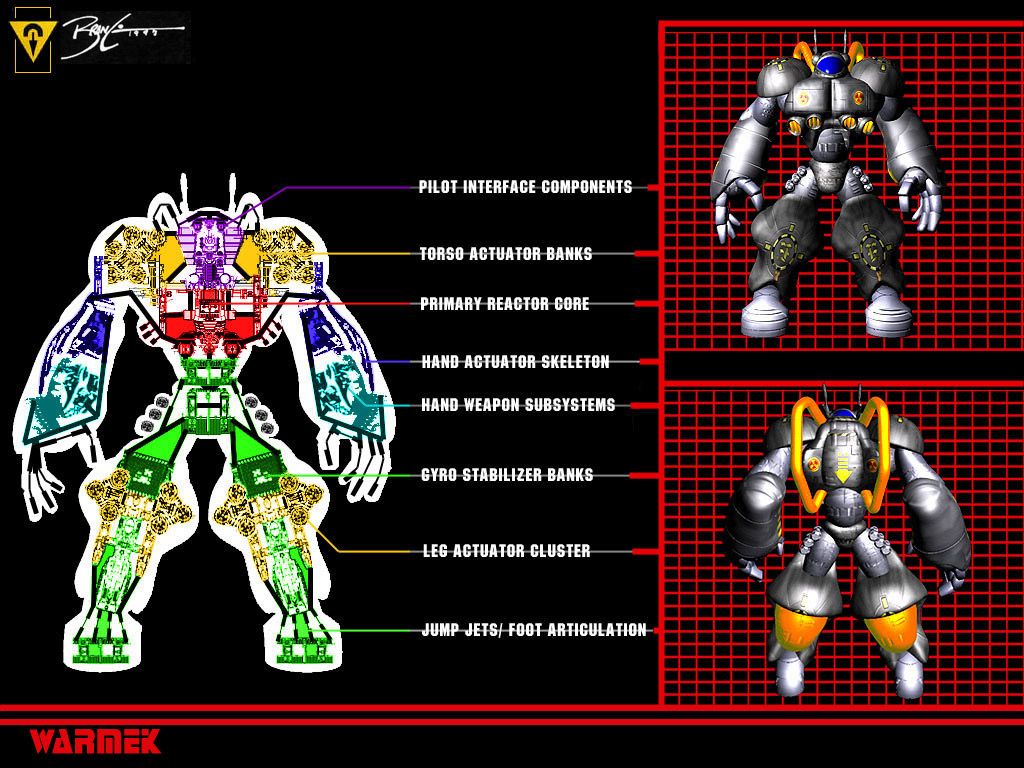 PILOT INTERFACE COMPONENTS
TORSO ACTUATOR BANKS
PRIMARY REACTOR CORE
HAND ACTUATOR SKELETON
HAND WEAPON SUBSYSTEMS
GYRO STABILIZER BANKS
LEG ACTUATOR CLUSTER
JUMP JETS/ FOOT ARTICULATION
WARMEK